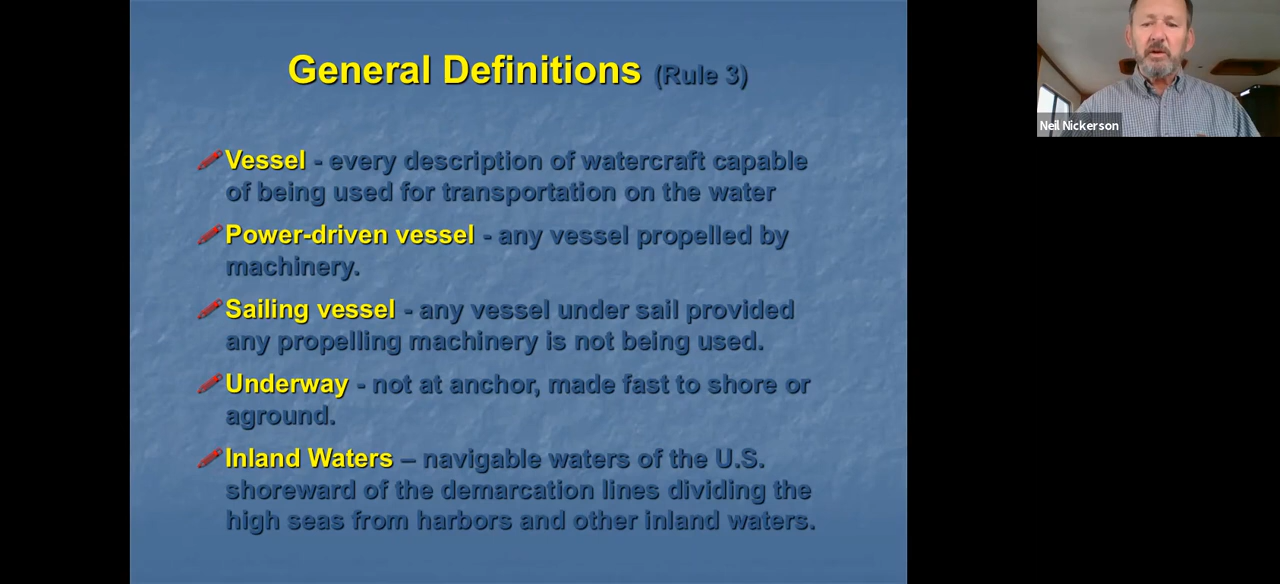 General Definitions (Rule 3)
Vessel - every description of watercraft capable
of being used for transportation on the water
Power-driven vessel - any vessel propelled by
machinery.
Sailing vessel - any vessel under sail provided
any propelling machinery is not being used.
Underway - not at anchor, made fast to shore or
aground.
Inland Waters – navigable waters of the U.S.
shoreward of the demarcation lines dividing the
high seas from harbors and other inland waters.
Neil Nickerson